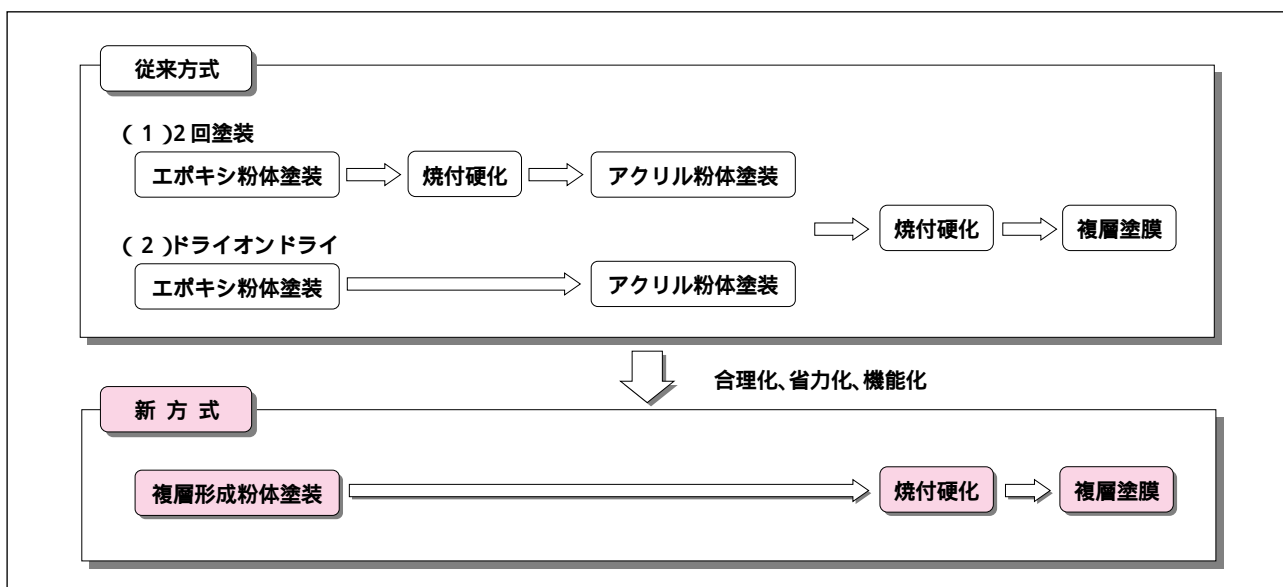 従来方式
( 1 )2回塗装
エポキシ粉体塗装 焼付硬化 アクリル粉体塗装
焼付硬化 複層塗膜
( 2 )ドライオンドライ
エポキシ粉体塗装 アクリル粉体塗装
合理化、省力化、機能化
新 方 式
複層形成粉体塗装 焼付硬化 複層塗膜